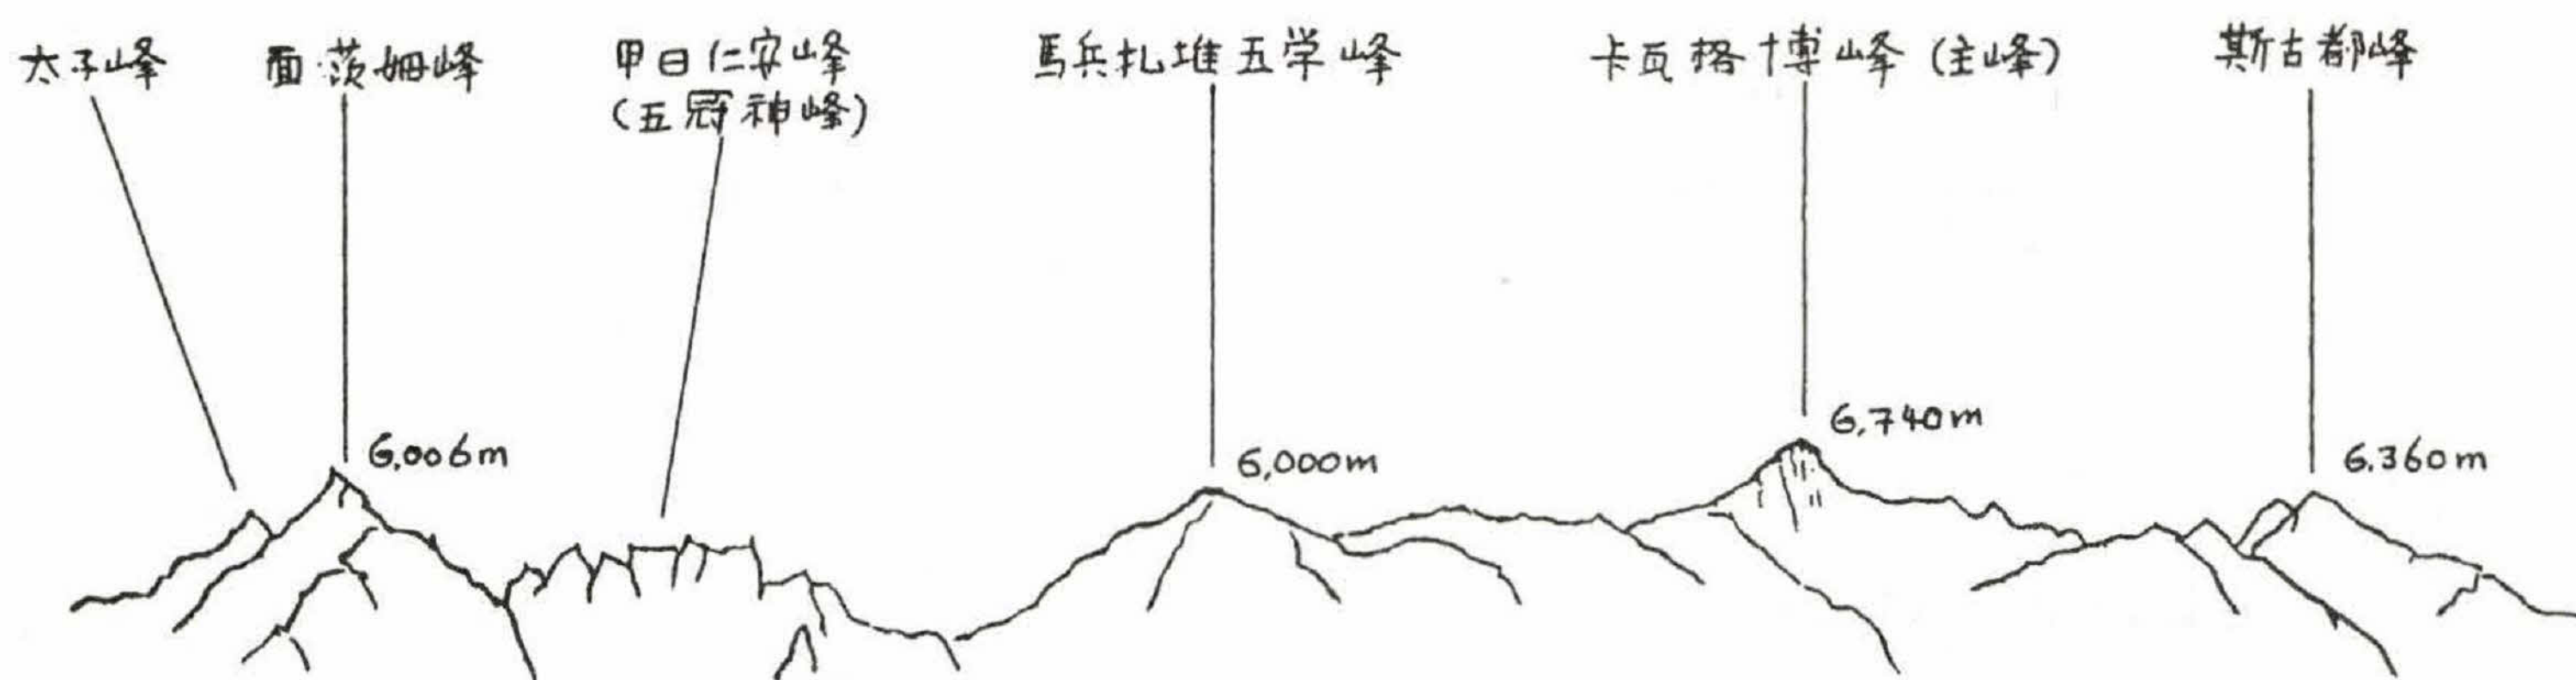 太子峰
面茨姆峰
甲日仁安峰
(五冠神峰)
馬兵扎堆五学峰
卡瓦格博峰(主峰)
斯古都峰
6,006m
6,000m
6,740m
6.360m